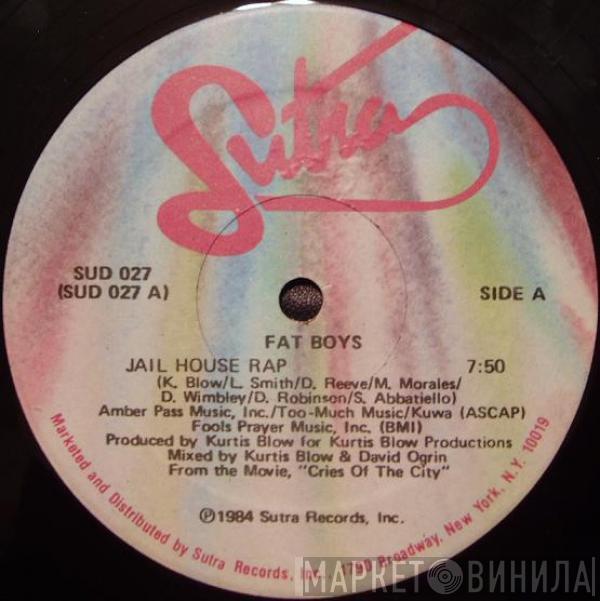 Sutra
SUD 027
(SUD 027 A)
SIDE A
FAT BOYS
JAIL HOUSE RAP 7:50
(K. Blow/L. Smith/D. Reeve/M. Morales/
D. Wimbley/D. Robinson/S. Abbatiello)
Amber Pass Music, Inc./Too-Much Music/Kuwa (ASCAP)
Fools Prayer Music, Inc. (BMI)
Produced by Kurtis Blow for Kurtis Blow Productions
Mixed by Kurtis Blow & David Ogrin
From the Movie, "Cries Of The City"
℗1984 Sutra Records, Inc.
Marketed and Distributed by Sutra Records, Inc., 1790 Broadway, New York, N.Y. 10019
МАРКЕТ ВИНИЛА